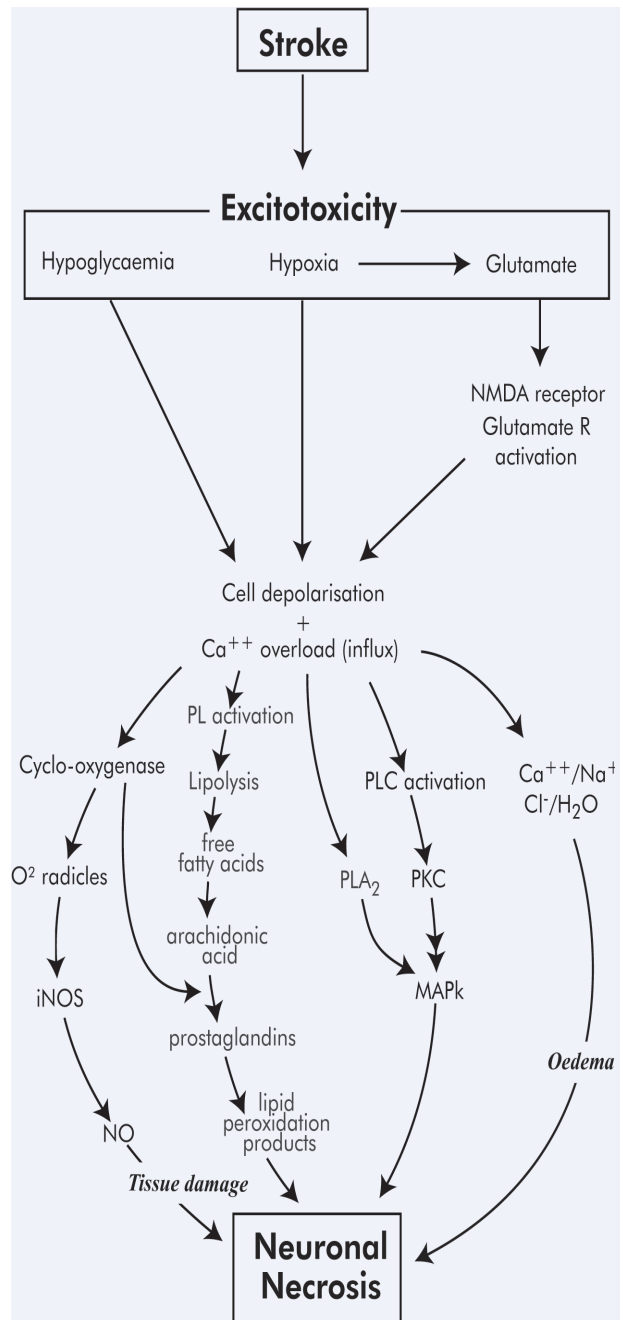 Stroke
Excitotoxicity
Hypoglycaemia
Hypoxia
Glutamate
NMDA receptor
Glutamate R
activation
Cell depolarisation
+
Ca⁺⁺ overload (influx)
PL activation
Cyclo-oxygenase
Lipolysis
PLC activation
Ca⁺⁺/Na⁺
Cl⁻/H₂O
free
fatty acids
O² radicles
PLA₂
PKC
arachidonic
acid
iNOS
MAPk
prostaglandins
Oedema
lipid
peroxidation
products
NO
Tissue damage
Neuronal
Necrosis